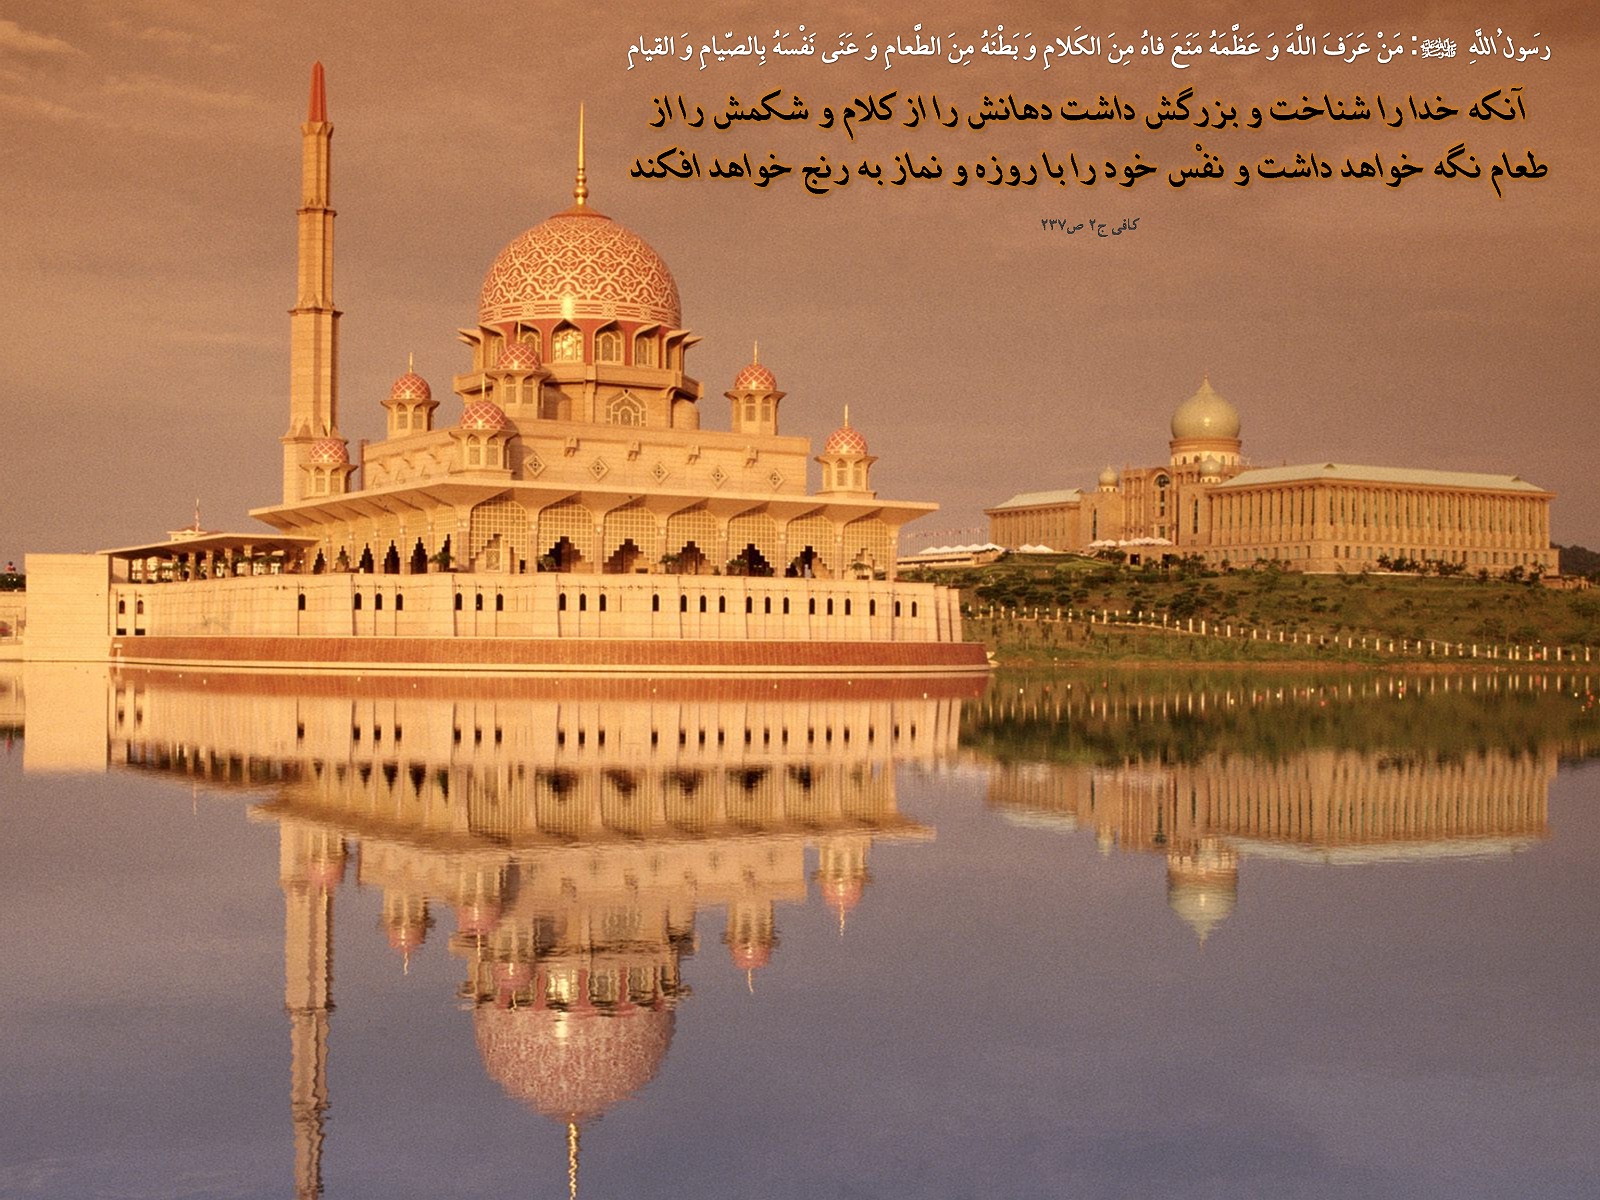 رَسولُ اللَّهِ ﷺ: مَنْ عَرَفَ اللَّهَ وَ عَظَّمَهُ مَنَعَ فاهُ مِنَ الكَلامِ وَ بَطْنَهُ مِنَ الطَّعامِ وَ عَنَى نَفْسَهُ بِالصّيامِ وَ القيامِ
آنکه خدا را شناخت و بزرگش داشت دهانش را از کلام و شکمش را از
طعام نگه خواهد داشت و نفْس خود را با روزه و نماز به رنج خواهد افکند
کافی ج۲ ص۲۳۷